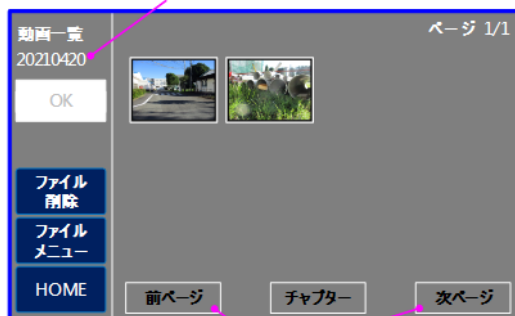 動画一覧
20210420
ページ 1/1
OK
ファイル
削除
ファイル
メニュー
HOME
前ページ
チャプター
次ページ